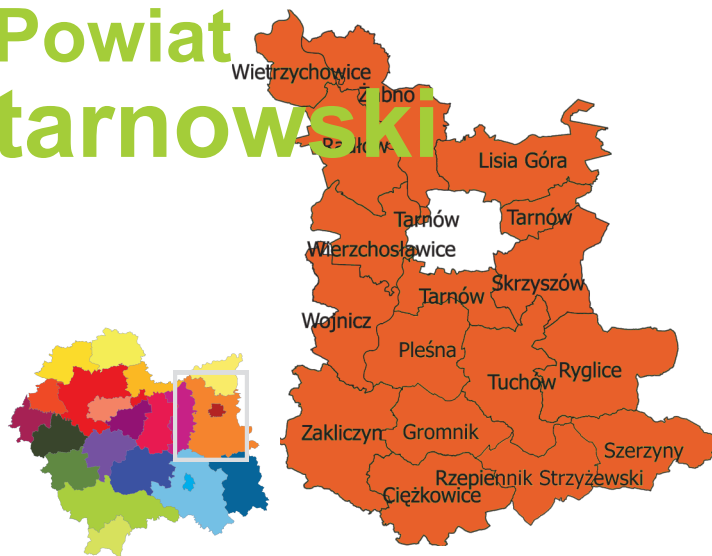 Powiat
tarnowski
Wietrzychowice
Żabno
Radłów
Lisia Góra
Tarnów
Tarnów
Wierzchosławice
Skrzyszów
Tarnów
Wojnicz
Pleśna
Ryglice
Tuchów
Zakliczyn
Gromnik
Szerzyny
Rzepiennik Strzyżewski
Ciężkowice